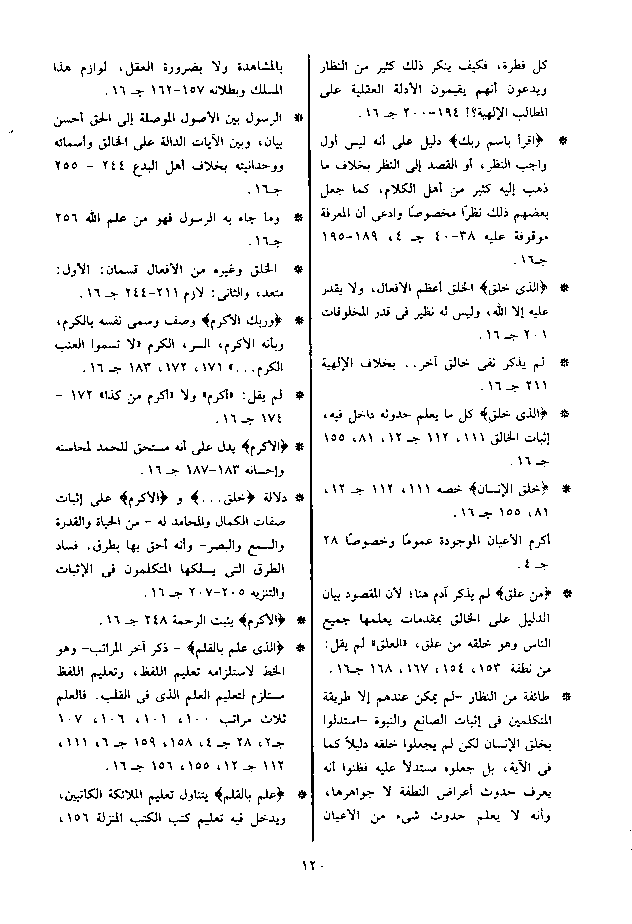 كل فطرة، فكيف ينكر ذلك كثير من النظار
ويدعون أنهم يقيمون الأدلة العقلية على
المطالب الإلهية؟! ١٩٤-٢٠٠ جـ ١٦.
* ﴿اقرأ باسم ربك﴾ دليل على أنه ليس أول
واجب النظر، أو القصد إلى النظر بخلاف ما
ذهب إليه كثير من أهل الكلام، كما جعل
بعضهم ذلك نظرًا مخصوصًا وادعى أن المعرفة
موقوفة عليه ٣٨-٤٠ جـ ٤، ١٨٩-١٩٥
جـ١٦.
* ﴿الذى خلق﴾ الخلق أعظم الأفعال، ولا يقدر
عليه إلا الله، وليس له نظير فى قدر المخلوقات
٢٠١ جـ ١٦.
* لم يذكر نفى خالق آخر.. بخلاف الإلهية
٢١١ جـ ١٦.
* ﴿الذى خلق﴾ كل ما يعلم حدوثه داخل فيه،
إثبات الخالق ١١١، ١١٢ جـ ١٢، ٨١، ١٥٥
جـ ١٦.
* ﴿خلق الإنسان﴾ خصه ١١١، ١١٢ جـ ١٢،
٨١، ١٥٥ جـ ١٦.
أكرم الأعيان الموجودة عمومًا وخصوصًا ٢٨
جـ ٤.
* ﴿من علق﴾ لم يذكر آدم هنا؛ لأن المقصود بيان
الدليل على الخالق بمقدمات يعلمها جميع
الناس وهو خلقه من علق، «العلق» لم يقل:
من نطفة ١٥٣، ١٥٤، ١٦٧، ١٦٨ جـ١٦.
* طائفة من النظار -لم يمكن عندهم إلا طريقة
المتكلمين فى إثبات الصانع والنبوة -استدلوا
بخلق الإنسان لكن لم يجعلوا خلقه دليلاً كما
فى الآية، بل جعلوه مستدلاً عليه فظنوا أنه
يعرف حدوث أعراض النطفة لا جواهرها،
وأنه لا يعلم حدوث شىء من الأعيان
بالمشاهدة ولا بضرورة العقل، لوازم هذا
المسلك وبطلانه ١٥٧-١٦٢ جـ ١٦.
* الرسول بين الأصول الموصلة إلى الحق أحسن
بيان، وبين الآيات الدالة على الخالق وأسمائه
ووحدانيته بخلاف أهل البدع ٢٤٤ - ٢٥٥
جـ١٦.
* وما جاء به الرسول فهو من علم الله ٢٥٦
جـ١٦.
* الخلق وغيره من الأفعال قسمان: الأول:
متعد، والثانى: لازم ٢١١-٢٤٤ جـ ١٦.
* ﴿وربك الأكرم﴾ وصف وسمى نفسه بالكرم،
وبأنه الأكرم، السر، الكرم «لا تسموا العنب
الكرم...» ١٧١، ١٧٢، ١٨٣ جـ ١٦.
* لم يقل: «أكرم» ولا «أكرم من كذا» ١٧٢ -
١٧٤ جـ ١٦.
* ﴿الأكرم﴾ يدل على أنه مستحق للحمد لمحاسنه
وإحسانه ١٨٣-١٨٧ جـ ١٦.
* دلالة ﴿خلق...﴾ و ﴿الأكرم﴾ على إثبات
صفات الكمال والمحامد له - من الحياة والقدرة
والسمع والبصر- وأنه أحق بها بطرق. فساد
الطرق التى يسلكها المتكلمون فى الإثبات
والتنزيه ٢٠٥-٢٠٧ جـ ١٦.
* ﴿الأكرم﴾ يثبت الرحمة ٢٤٨ جـ ١٦.
* ﴿الذى علم بالقلم﴾ - ذكر آخر المراتب- وهو
الخط لاستلزامه تعليم اللفظ، وتعليم اللفظ
مستلزم لتعليم العلم الذى فى القلب. فالعلم
ثلاث مراتب ١٠٠، ١٠١، ١٠٦، ١٠٧
جـ٢، ٢٨ جـ ٤، ١٥٨، ١٥٩ جـ ٦، ١١١،
١١٢ جـ ١٢، ١٥٥، ١٥٦ جـ ١٦.
* ﴿علم بالقلم﴾ يتناول تعليم الملائكة الكاتبين،
ويدخل فيه تعليم كتب الكتب المنزلة ١٥٦،
١٢٠